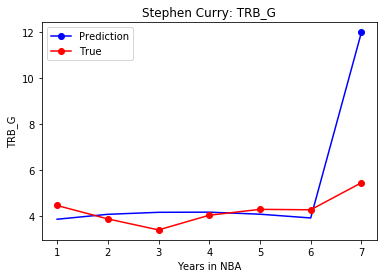 Stephen Curry: TRB_G
Prediction
True
12
10
8
6
4
TRB_G
1 2 3 4 5 6 7
Years in NBA